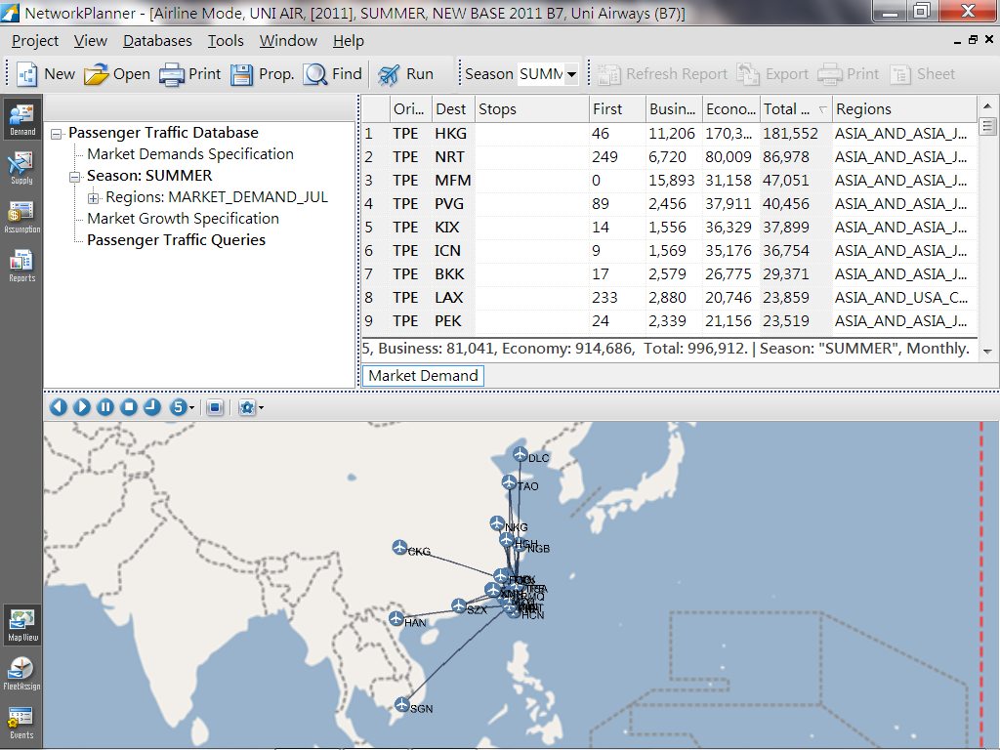 NetworkPlanner - [Airline Mode, UNI AIR, [2011], SUMMER, NEW BASE 2011 B7, Uni Airways (B7)]
Project View Databases Tools Window Help
New Open Print Prop. Find Run Season SUMM Refresh Report Export Print Sheet
Demand
Supply
Assumption
Reports
Passenger Traffic Database
Market Demands Specification
Season: SUMMER
Regions: MARKET_DEMAND_JUL
Market Growth Specification
Passenger Traffic Queries
Ori... Dest Stops First Busin... Econo... Total ... Regions
1 TPE HKG 46 11,206 170,3... 181,552 ASIA_AND_ASIA_J...
2 TPE NRT 249 6,720 80,009 86,978 ASIA_AND_ASIA_J...
3 TPE MFM 0 15,893 31,158 47,051 ASIA_AND_ASIA_J...
4 TPE PVG 89 2,456 37,911 40,456 ASIA_AND_ASIA_J...
5 TPE KIX 14 1,556 36,329 37,899 ASIA_AND_ASIA_J...
6 TPE ICN 9 1,569 35,176 36,754 ASIA_AND_ASIA_J...
7 TPE BKK 17 2,579 26,775 29,371 ASIA_AND_ASIA_J...
8 TPE LAX 233 2,880 20,746 23,859 ASIA_AND_USA_C...
9 TPE PEK 24 2,339 21,156 23,519 ASIA_AND_ASIA_J...
5, Business: 81,041, Economy: 914,686, Total: 996,912. | Season: "SUMMER", Monthly.
Market Demand
5
DLC
TAO
NKG
HGH
NGB
CKG
SZX
HAN
HCN
SGN
Map View
FleetAssign
Events